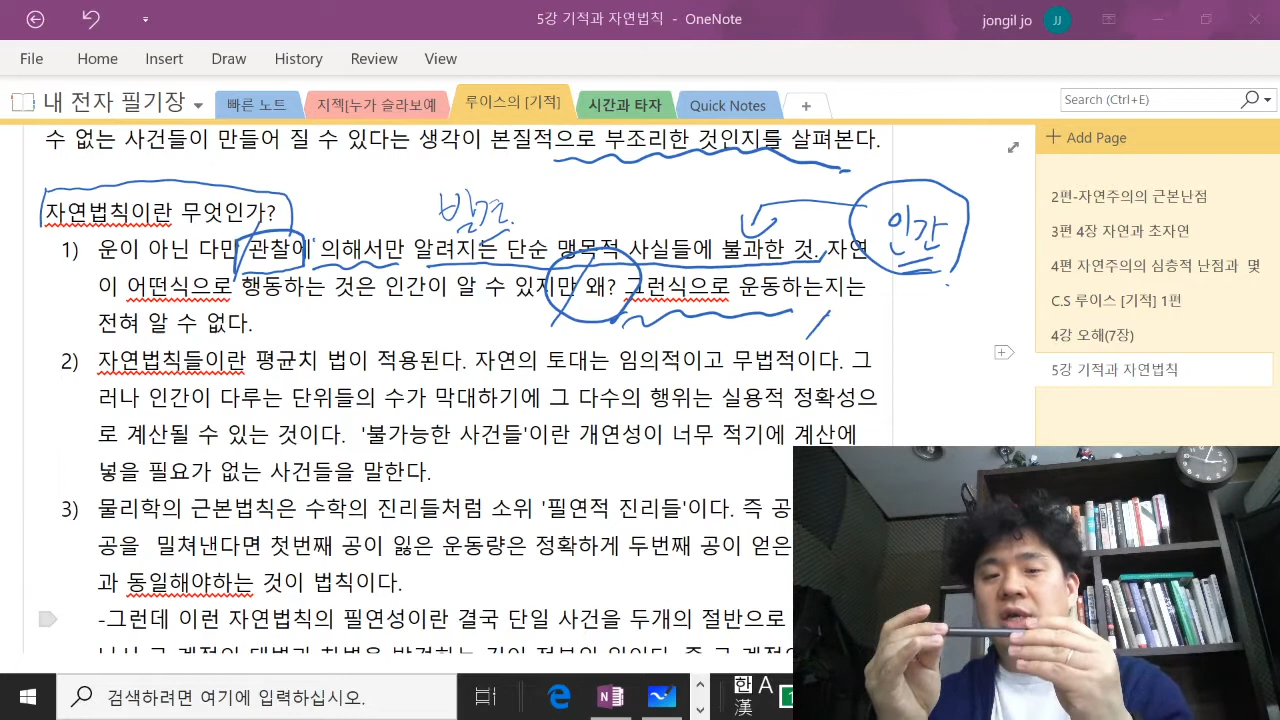 5강 기적과 자연법칙 - OneNote
jongil jo JJ
File Home Insert Draw History Review View
내 전자 필기장 빠른 노트 지젝[누가 슬라보예 루이스의 [기적] 시간과 타자 Quick Notes + Search (Ctrl+E)
수 없는 사건들이 만들어 질 수 있다는 생각이 본질적으로 부조리한 것인지를 살펴본다.
자연법칙이란 무엇인가?
발견
인간
1) 운이 아닌 다만 관찰에 의해서만 알려지는 단순 맹목적 사실들에 불과한 것. 자연
이 어떤식으로 행동하는 것은 인간이 알 수 있지만 왜? 그런식으로 운동하는지는
전혀 알 수 없다.
2) 자연법칙들이란 평균치 법이 적용된다. 자연의 토대는 임의적이고 무법적이다. 그
러나 인간이 다루는 단위들의 수가 막대하기에 그 다수의 행위는 실용적 정확성으
로 계산될 수 있는 것이다. '불가능한 사건들'이란 개연성이 너무 적기에 계산에
넣을 필요가 없는 사건들을 말한다.
3) 물리학의 근본법칙은 수학의 진리들처럼 소위 '필연적 진리들'이다. 즉 공
공을 밀쳐낸다면 첫번째 공이 잃은 운동량은 정확하게 두번째 공이 얻은
과 동일해야하는 것이 법칙이다.
-그런데 이런 자연법칙의 필연성이란 결국 단일 사건을 두개의 절반으로
+ Add Page
2편-자연주의의 근본난점
3편 4장 자연과 초자연
4편 자연주의의 심층적 난점과 몇
C.S 루이스 [기적] 1편
4강 오해(7장)
5강 기적과 자연법칙
검색하려면 여기에 입력하십시오.
한 A
漢 1